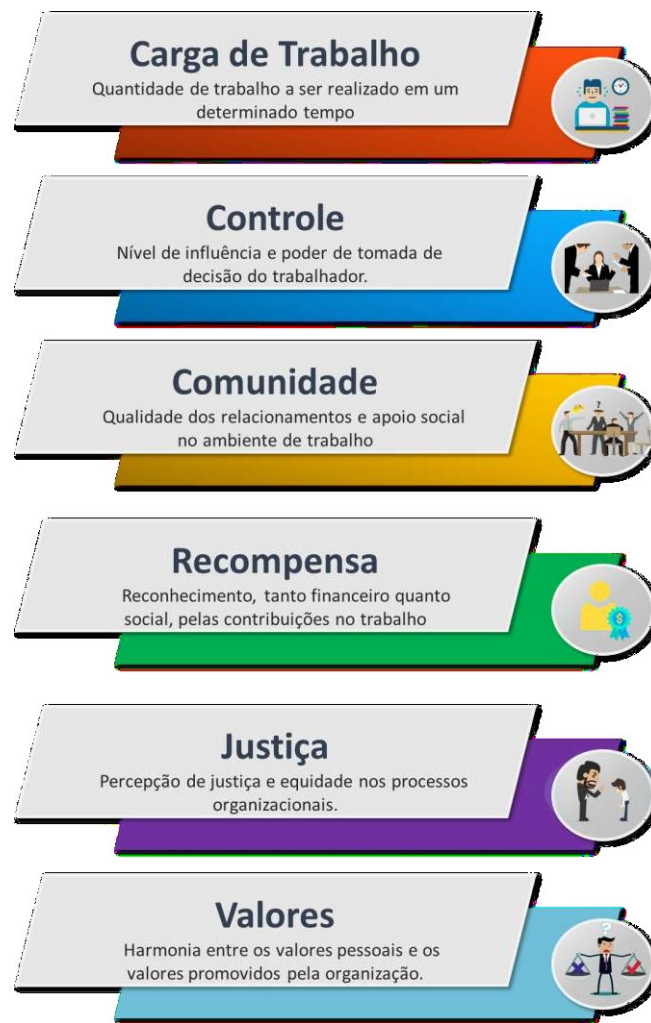 Carga de Trabalho
Quantidade de trabalho a ser realizado em um
determinado tempo
Controle
Nível de influência e poder de tomada de
decisão do trabalhador.
Comunidade
Qualidade dos relacionamentos e apoio social
no ambiente de trabalho
Recompensa
Reconhecimento, tanto financeiro quanto
social, pelas contribuições no trabalho
Justiça
Percepção de justiça e equidade nos processos
organizacionais.
Valores
Harmonia entre os valores pessoais e os
valores promovidos pela organização.